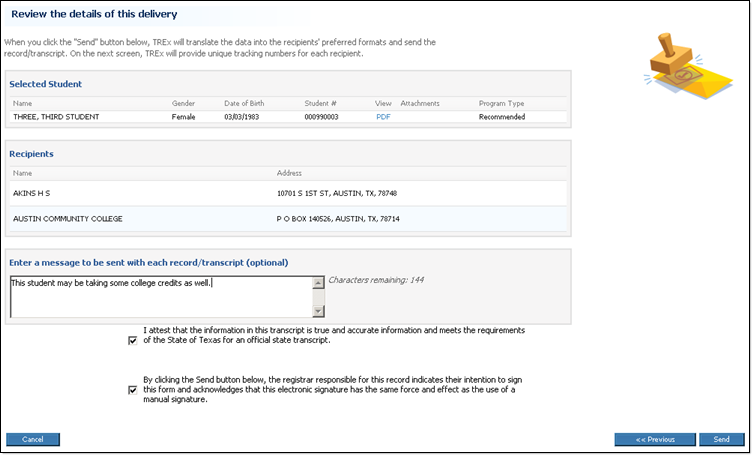 Review the details of this delivery
When you click the "Send" button below, TREx will translate the data into the recipients' preferred formats and send the
record/transcript. On the next screen, TREx will provide unique tracking numbers for each recipient.
Selected Student
Name Gender Date of Birth Student # View Attachments Program Type
THREE, THIRD STUDENT Female 03/03/1983 000990003 PDF Recommended
Recipients
Name Address
AKINS H S 10701 S 1ST ST, AUSTIN, TX, 78748
AUSTIN COMMUNITY COLLEGE P O BOX 140526, AUSTIN, TX, 78714
Enter a message to be sent with each record/transcript (optional)
This student may be taking some college credits as well. Characters remaining: 144
I attest that the information in this transcript is true and accurate information and meets the requirements
of the State of Texas for an official state transcript.
By clicking the Send button below, the registrar responsible for this record indicates their intention to sign
this form and acknowledges that this electronic signature has the same force and effect as the use of a
manual signature.
Cancel << Previous Send